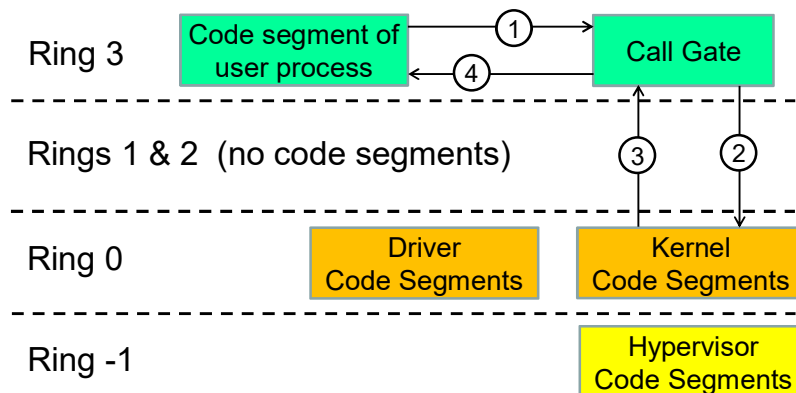 Ring 3
Code segment of
user process
1
4
Call Gate
Rings 1 & 2 (no code segments)
3
2
Ring 0
Driver
Code Segments
Kernel
Code Segments
Ring -1
Hypervisor
Code Segments